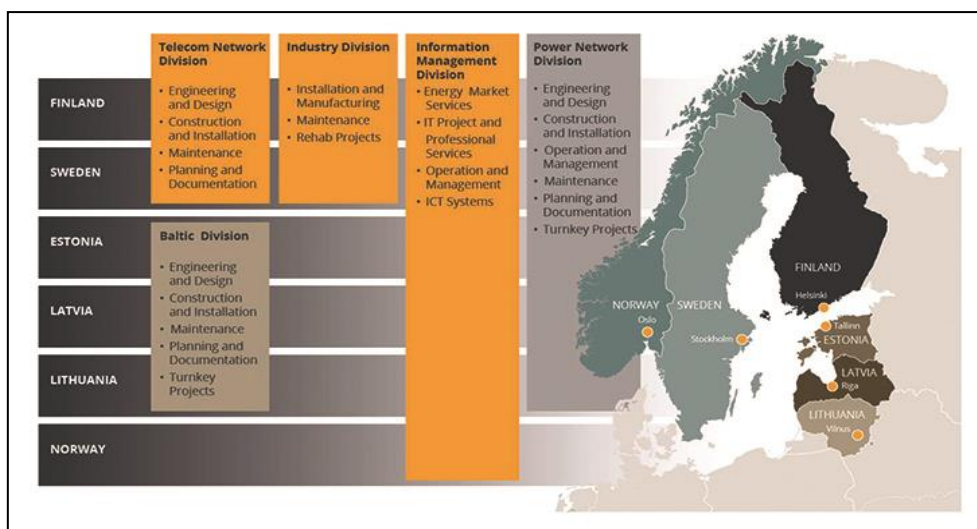 Telecom Network
Division
• Engineering
and Design
• Construction
and Installation
• Maintenance
• Planning and
Documentation
Industry Division
• Installation and
Manufacturing
• Maintenance
• Rehab Projects
Information
Management
Division
• Energy Market
Services
• IT Project and
Professional
Services
• Operation and
Management
• ICT Systems
Power Network
Division
• Engineering
and Design
• Construction
and Installation
• Operation and
Management
• Maintenance
• Planning and
Documentation
• Turnkey Projects
FINLAND
SWEDEN
ESTONIA
LATVIA
LITHUANIA
NORWAY
Baltic Division
• Engineering
and Design
• Construction
and Installation
• Maintenance
• Planning and
Documentation
• Turnkey
Projects
FINLAND
Helsinki
NORWAY
Oslo
SWEDEN
Stockholm
Tallinn
ESTONIA
LATVIA
Riga
LITHUANIA
Vilnus